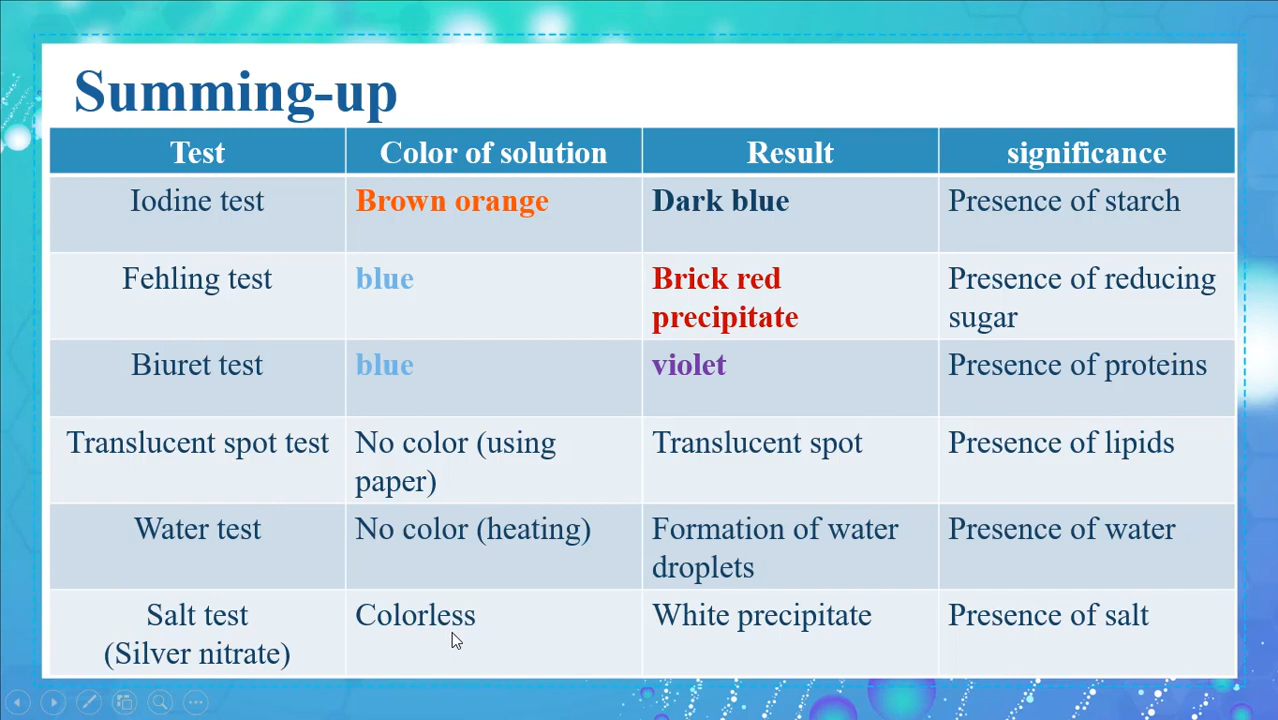 Summing-up
Test Color of solution Result significance
Iodine test Brown orange Dark blue Presence of starch
Fehling test blue Brick red Presence of reducing
precipitate sugar
Biuret test blue violet Presence of proteins
Translucent spot test No color (using Translucent spot Presence of lipids
paper)
Water test No color (heating) Formation of water Presence of water
droplets
Salt test Colorless White precipitate Presence of salt
(Silver nitrate)